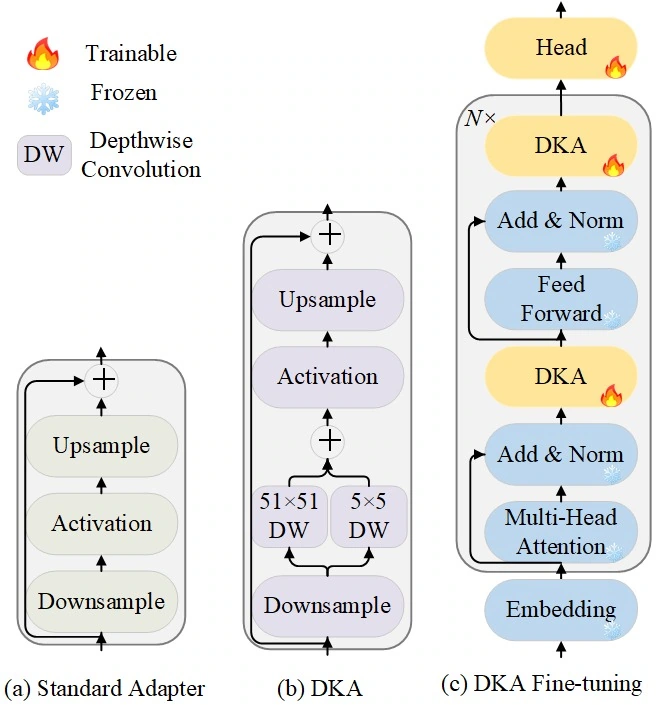 Trainable
Frozen
DW
Depthwise
Convolution
+
Upsample
Activation
Downsample
(a) Standard Adapter
+
Upsample
Activation
+
51×51
DW
5×5
DW
Downsample
(b) DKA
Head
N×
DKA
Add & Norm
Feed
Forward
DKA
Add & Norm
Multi-Head
Attention
Embedding
(c) DKA Fine-tuning